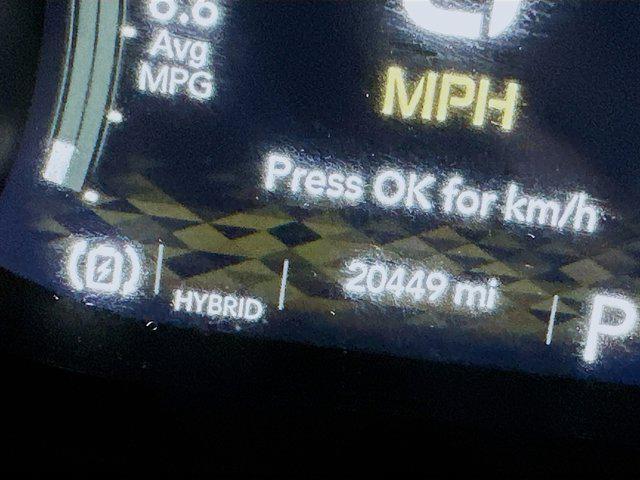 Avg
MPG
MPH
Press OK for km/h
HYBRID
20449 mi
P